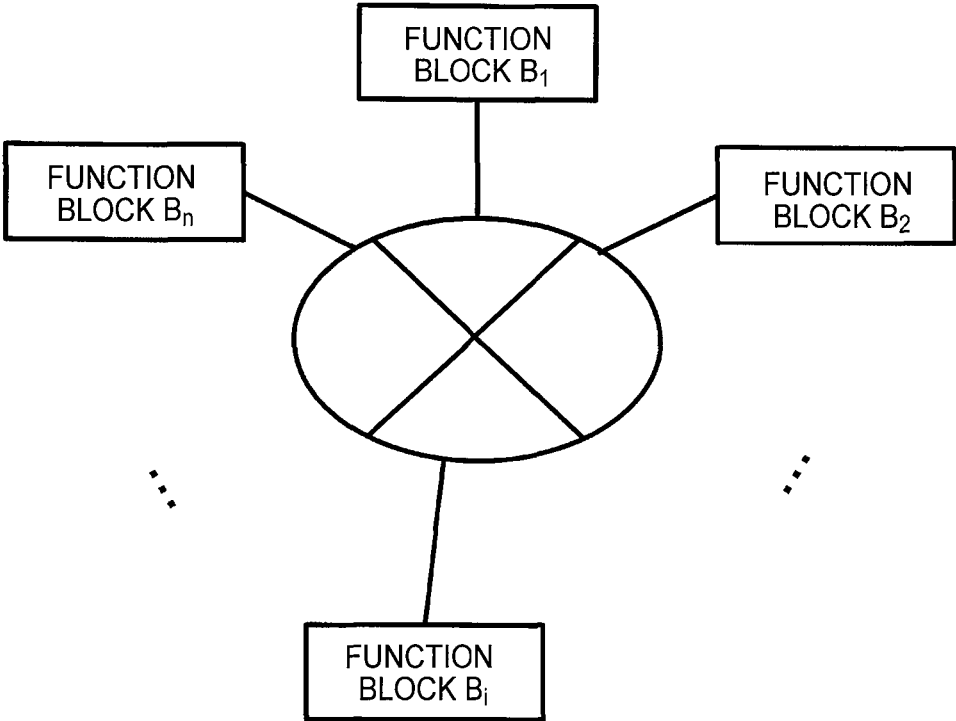 FUNCTION
BLOCK B₁
FUNCTION
BLOCK Bₙ
FUNCTION
BLOCK B₂
FUNCTION
BLOCK Bᵢ